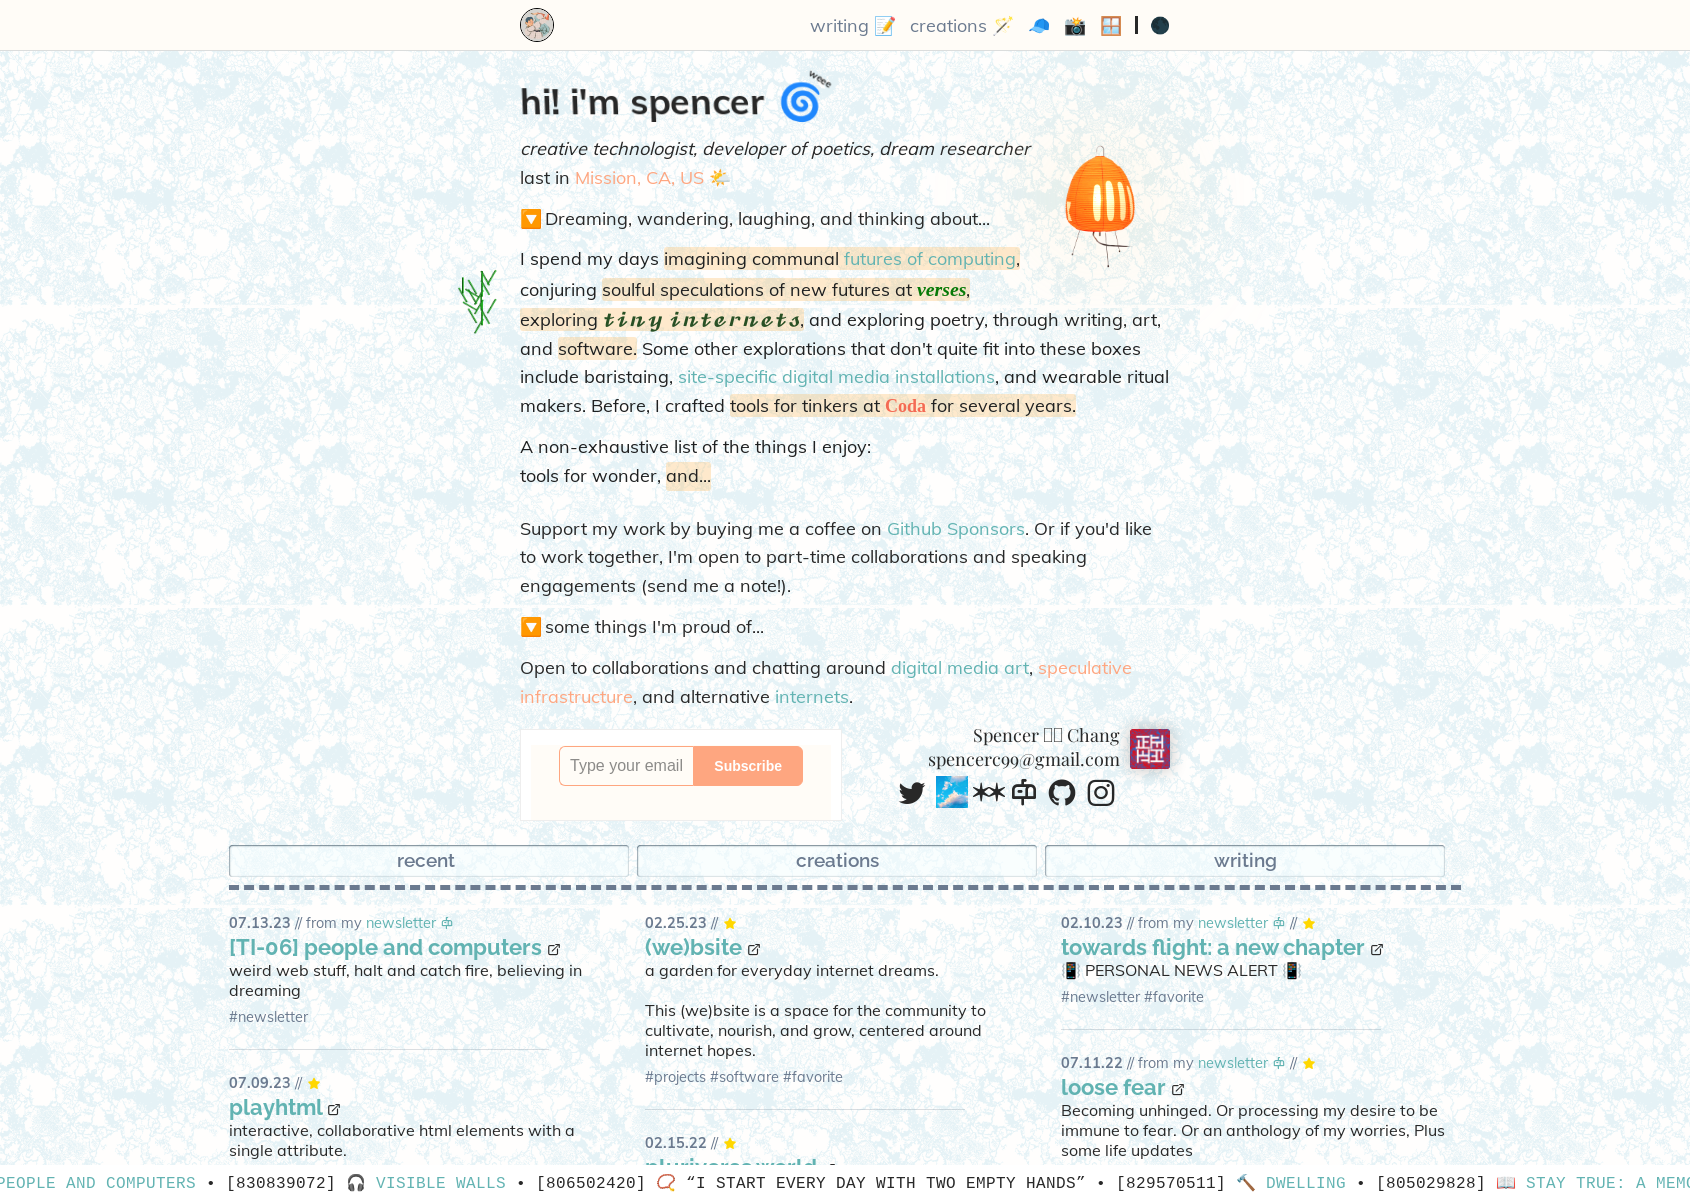 writing 📝 creations 🪄 🧢 📸 🪟 | 🌑
weee
hi! i'm spencer 🌀
creative technologist, developer of poetics, dream researcher
last in Mission, CA, US 🌤️
🔽 Dreaming, wandering, laughing, and thinking about...
I spend my days imagining communal futures of computing,
conjuring soulful speculations of new futures at verses,
exploring tiny internets, and exploring poetry, through writing, art,
and software. Some other explorations that don't quite fit into these boxes
include baristaing, site-specific digital media installations, and wearable ritual
makers. Before, I crafted tools for tinkers at Coda for several years.
A non-exhaustive list of the things I enjoy:
tools for wonder, and...
Support my work by buying me a coffee on Github Sponsors. Or if you'd like
to work together, I'm open to part-time collaborations and speaking
engagements (send me a note!).
🔽 some things I'm proud of...
Open to collaborations and chatting around digital media art, speculative
infrastructure, and alternative internets.
Type your email Subscribe
Spencer Chang
spencerc99@gmail.com
recent
creations
writing
07.13.23 // from my newsletter
[TI-06] people and computers
weird web stuff, halt and catch fire, believing in
dreaming
#newsletter
07.09.23 // ⭐
playhtml
interactive, collaborative html elements with a
single attribute.
02.25.23 // ⭐
(we)bsite
a garden for everyday internet dreams.
This (we)bsite is a space for the community to
cultivate, nourish, and grow, centered around
internet hopes.
#projects #software #favorite
02.15.22 // ⭐
pluriverse.world
02.10.23 // from my newsletter // ⭐
towards flight: a new chapter
📳 PERSONAL NEWS ALERT 📳
#newsletter #favorite
07.11.22 // from my newsletter // ⭐
loose fear
Becoming unhinged. Or processing my desire to be
immune to fear. Or an anthology of my worries, Plus
some life updates
PEOPLE AND COMPUTERS • [830839072] 🎧 VISIBLE WALLS • [806502420] 📿 “I START EVERY DAY WITH TWO EMPTY HANDS” • [829570511] 🔨 DWELLING • [805029828] 📖 STAY TRUE: A MEMO